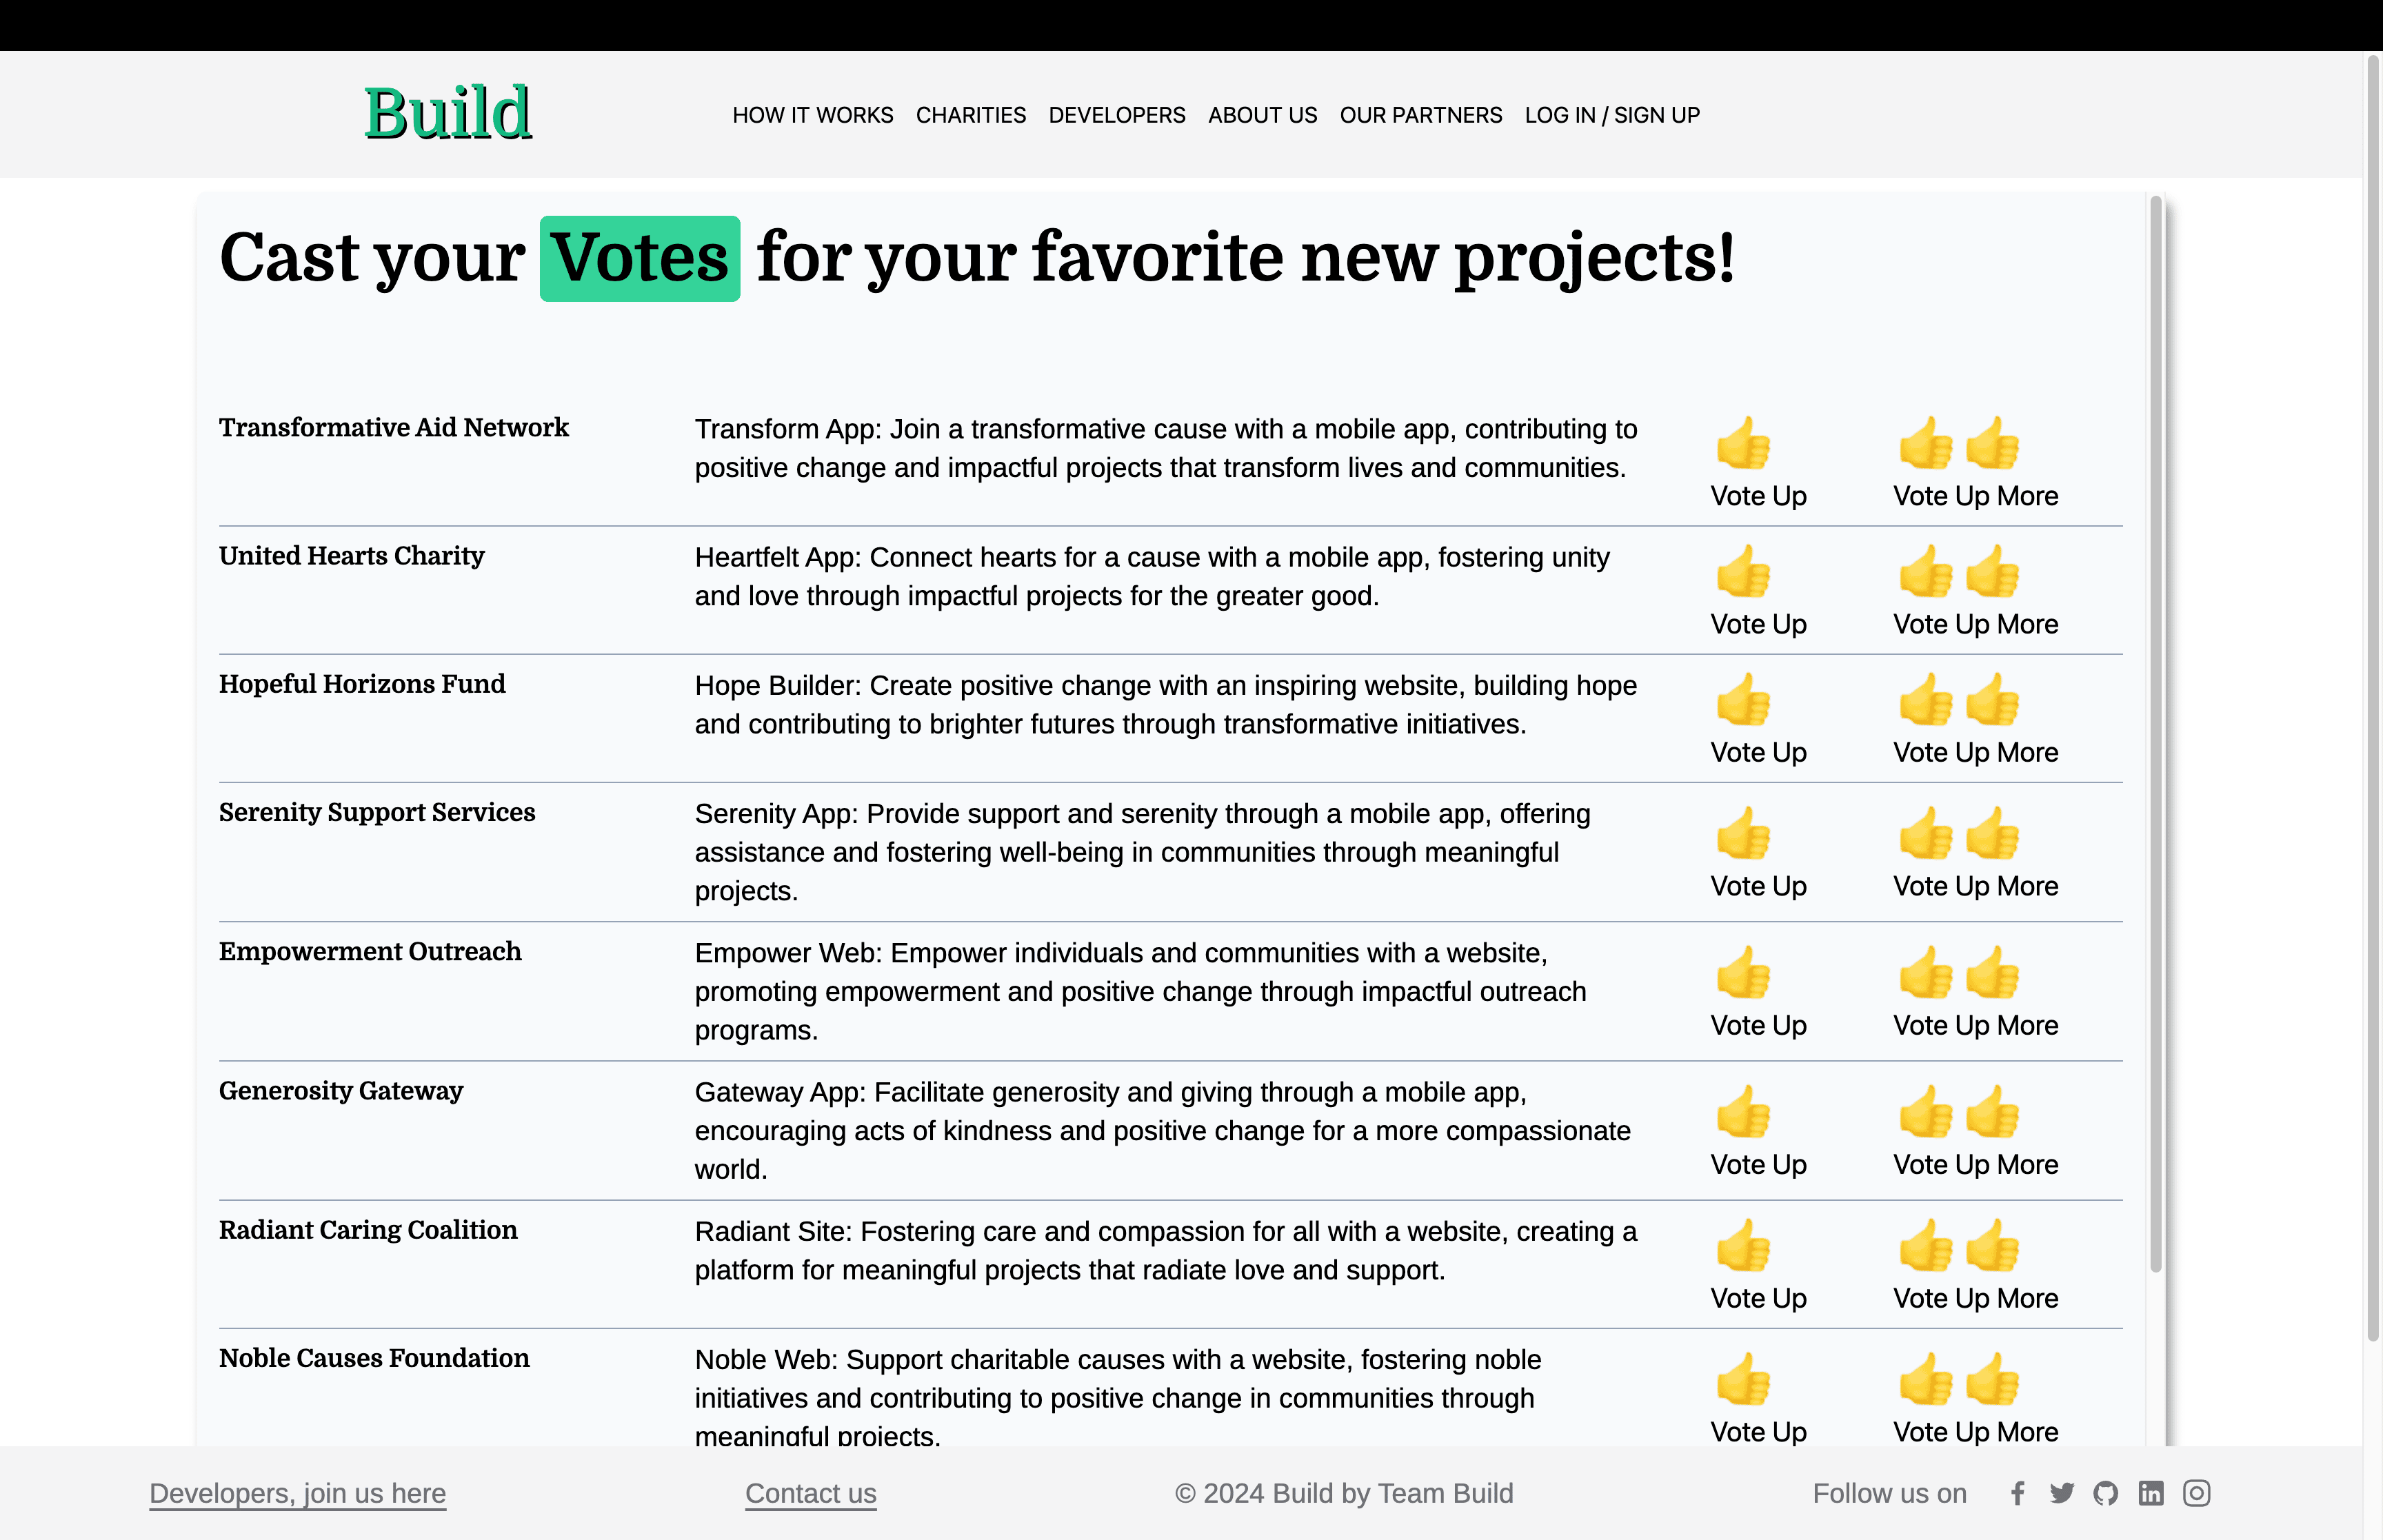 Build
HOW IT WORKS CHARITIES DEVELOPERS ABOUT US OUR PARTNERS LOG IN / SIGN UP
Cast your Votes for your favorite new projects!
Transformative Aid Network
Transform App: Join a transformative cause with a mobile app, contributing to
positive change and impactful projects that transform lives and communities.
Vote Up
Vote Up More
United Hearts Charity
Heartfelt App: Connect hearts for a cause with a mobile app, fostering unity
and love through impactful projects for the greater good.
Vote Up
Vote Up More
Hopeful Horizons Fund
Hope Builder: Create positive change with an inspiring website, building hope
and contributing to brighter futures through transformative initiatives.
Vote Up
Vote Up More
Serenity Support Services
Serenity App: Provide support and serenity through a mobile app, offering
assistance and fostering well-being in communities through meaningful
projects.
Vote Up
Vote Up More
Empowerment Outreach
Empower Web: Empower individuals and communities with a website,
promoting empowerment and positive change through impactful outreach
programs.
Vote Up
Vote Up More
Generosity Gateway
Gateway App: Facilitate generosity and giving through a mobile app,
encouraging acts of kindness and positive change for a more compassionate
world.
Vote Up
Vote Up More
Radiant Caring Coalition
Radiant Site: Fostering care and compassion for all with a website, creating a
platform for meaningful projects that radiate love and support.
Vote Up
Vote Up More
Noble Causes Foundation
Noble Web: Support charitable causes with a website, fostering noble
initiatives and contributing to positive change in communities through
meaningful projects.
Vote Up
Vote Up More
Developers, join us here
Contact us
© 2024 Build by Team Build
Follow us on